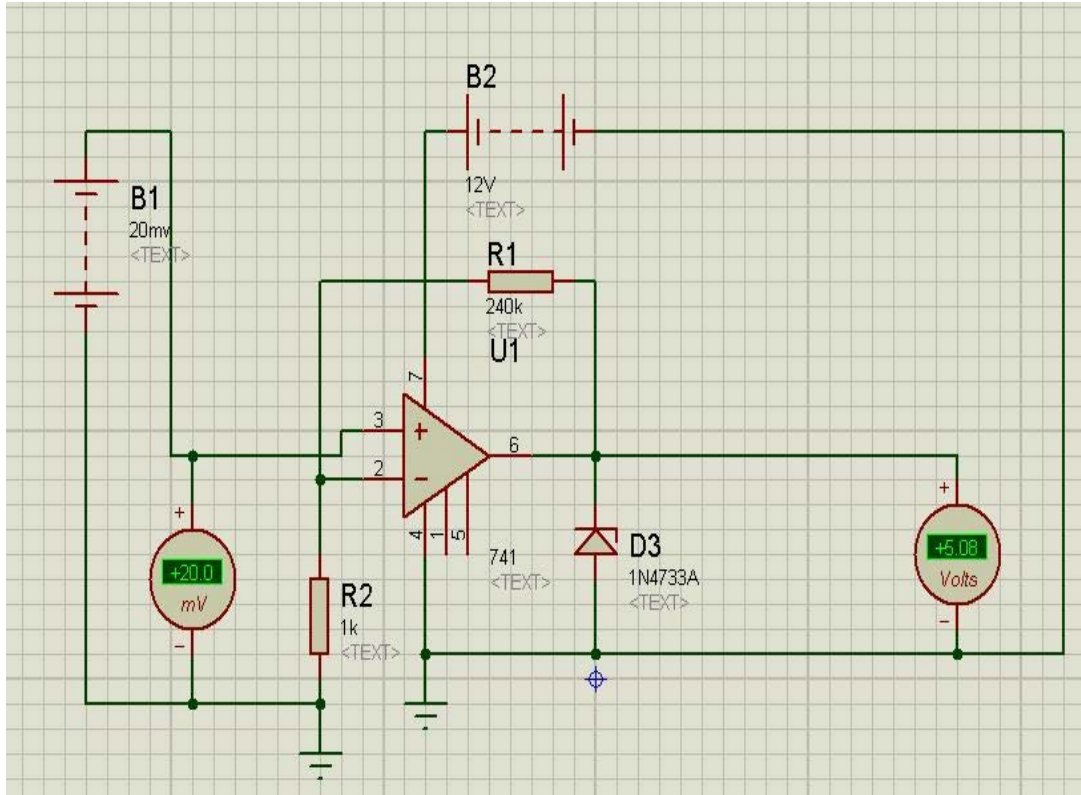 B2
12V
<TEXT>
B1
20mv
<TEXT>
R1
240k
<TEXT>
U1
7
3
+
6
2
-
4
1
5
741
<TEXT>
+
+20.0
mV
-
R2
1k
<TEXT>
D3
1N4733A
<TEXT>
+
+5.08
Volts
-